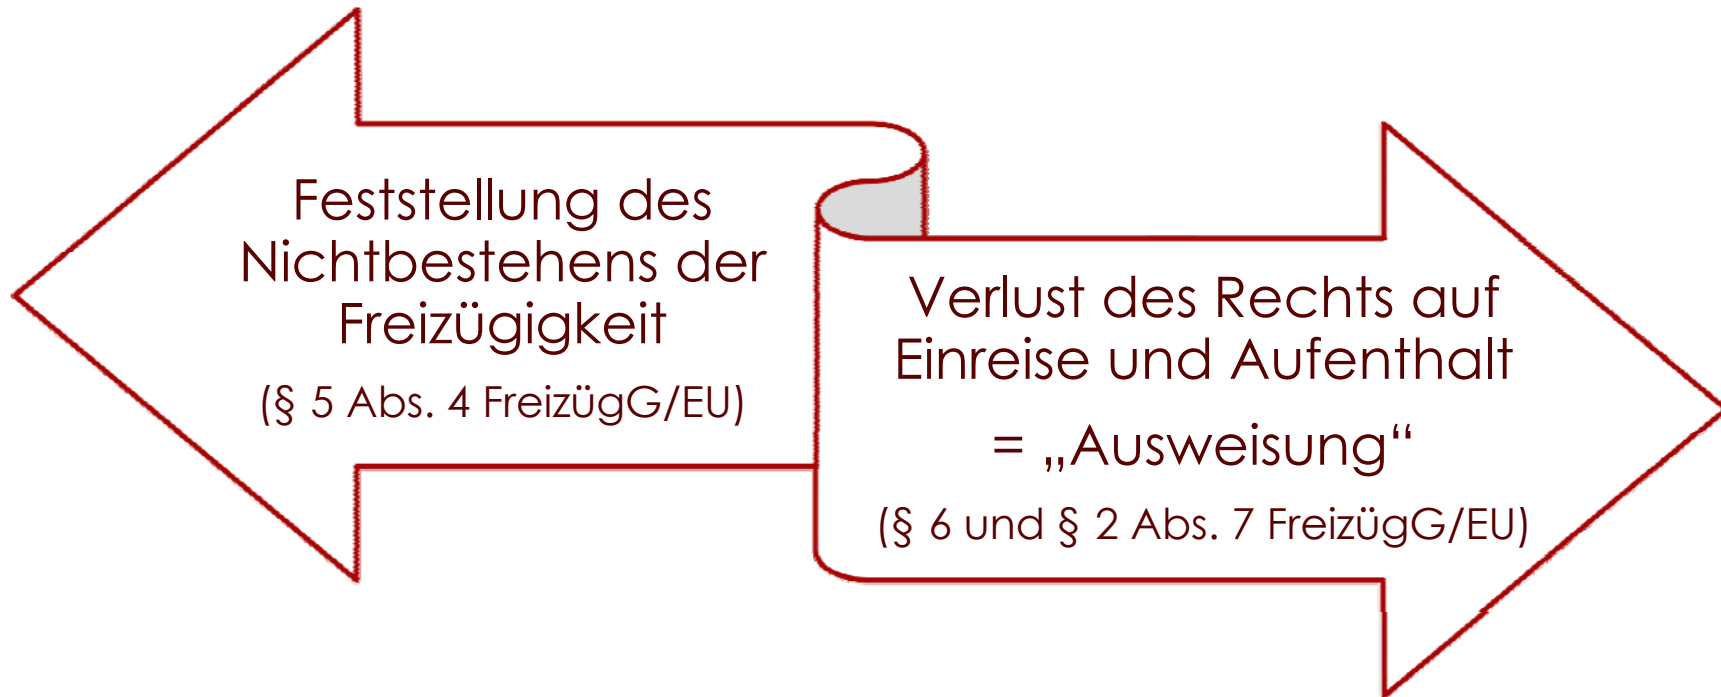 Feststellung des
Nichtbestehens der
Freizügigkeit
(§ 5 Abs. 4 FreizügG/EU)
Verlust des Rechts auf
Einreise und Aufenthalt
= „Ausweisung“
(§ 6 und § 2 Abs. 7 FreizügG/EU)